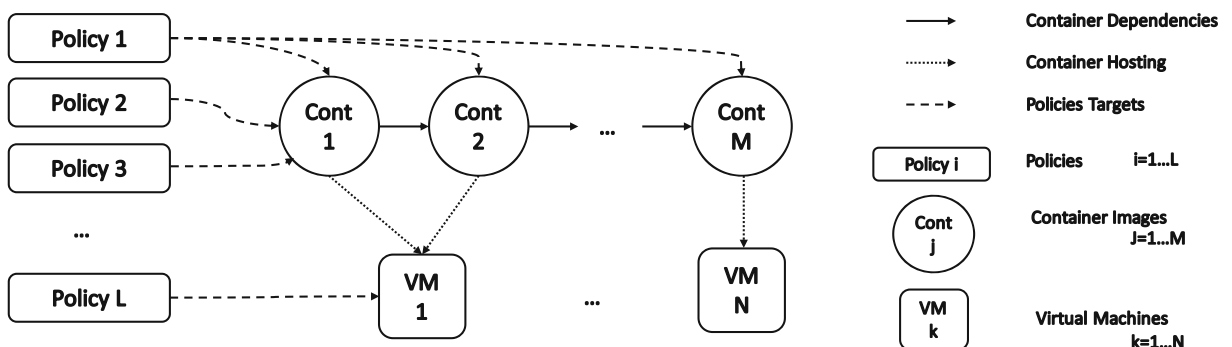 Policy 1
Policy 2
Policy 3
...
Policy L
Cont
1
Cont
2
...
Cont
M
VM
1
...
VM
N
Container Dependencies
Container Hosting
Policies Targets
Policy i
Policies i=1...L
Cont
j
Container Images
J=1...M
VM
k
Virtual Machines
k=1...N